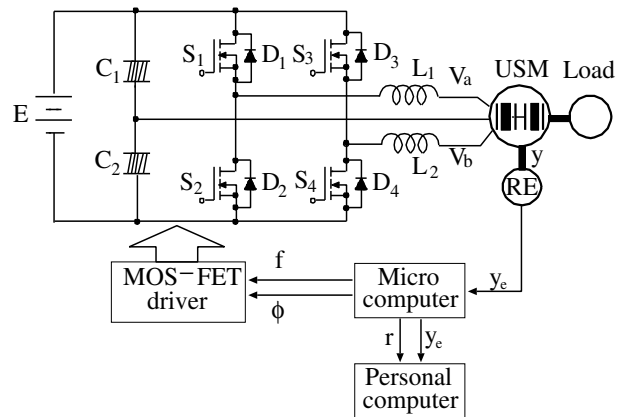 S₁
D₁
S₃
D₃
C₁
L₁
Vₐ
USM
Load
E
C₂
L₂
V_b
y
S₂
D₂
S₄
D₄
RE
MOS-FET
driver
f
ϕ
Micro
computer
yₑ
r
yₑ
Personal
computer